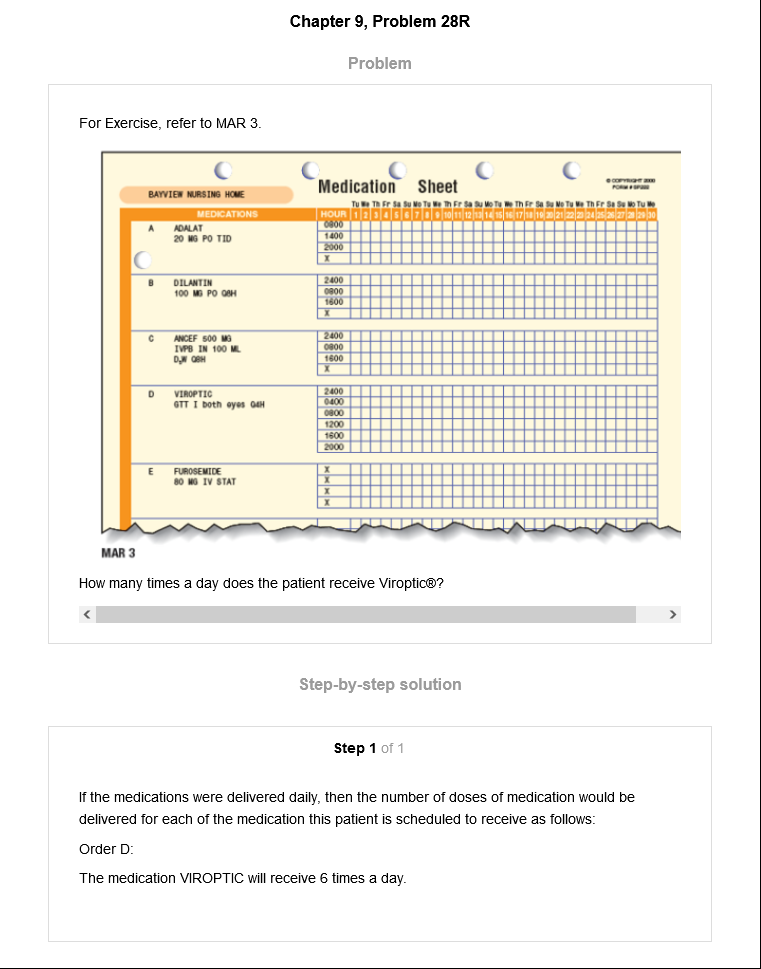 Chapter 9, Problem 28R
Problem
For Exercise, refer to MAR 3.
Medication Sheet
© COPYRIGHT 2000
BAYVIEW NURSING HOME
Tu We Th Fr Sa Su Mo Tu We Th Fr Sa Su Mo Tu We Th Fr Sa Su Mo Tu We Th Fr Sa Su Mo Tu We
MEDICATIONS HOUR 1 2 3 4 5 6 7 8 9 10 11 12 13 14 15 16 17 18 19 20 21 22 23 24 25 26 27 28 29 30
A ADALAT 0800
20 MG PO TID 1400
2000
X
B DILANTIN 2400
100 MG PO Q8H 0800
1600
X
C ANCEF 500 MG 2400
IVPB IN 100 ML 0800
D5W Q8H 1600
X
D VIROPTIC 2400
GTT I both eyes Q4H 0400
0800
1200
1600
2000
E FUROSEMIDE X
80 MG IV STAT X
X
X
MAR 3
How many times a day does the patient receive Viroptic®?
Step-by-step solution
Step 1 of 1
If the medications were delivered daily, then the number of doses of medication would be
delivered for each of the medication this patient is scheduled to receive as follows:
Order D:
The medication VIROPTIC will receive 6 times a day.